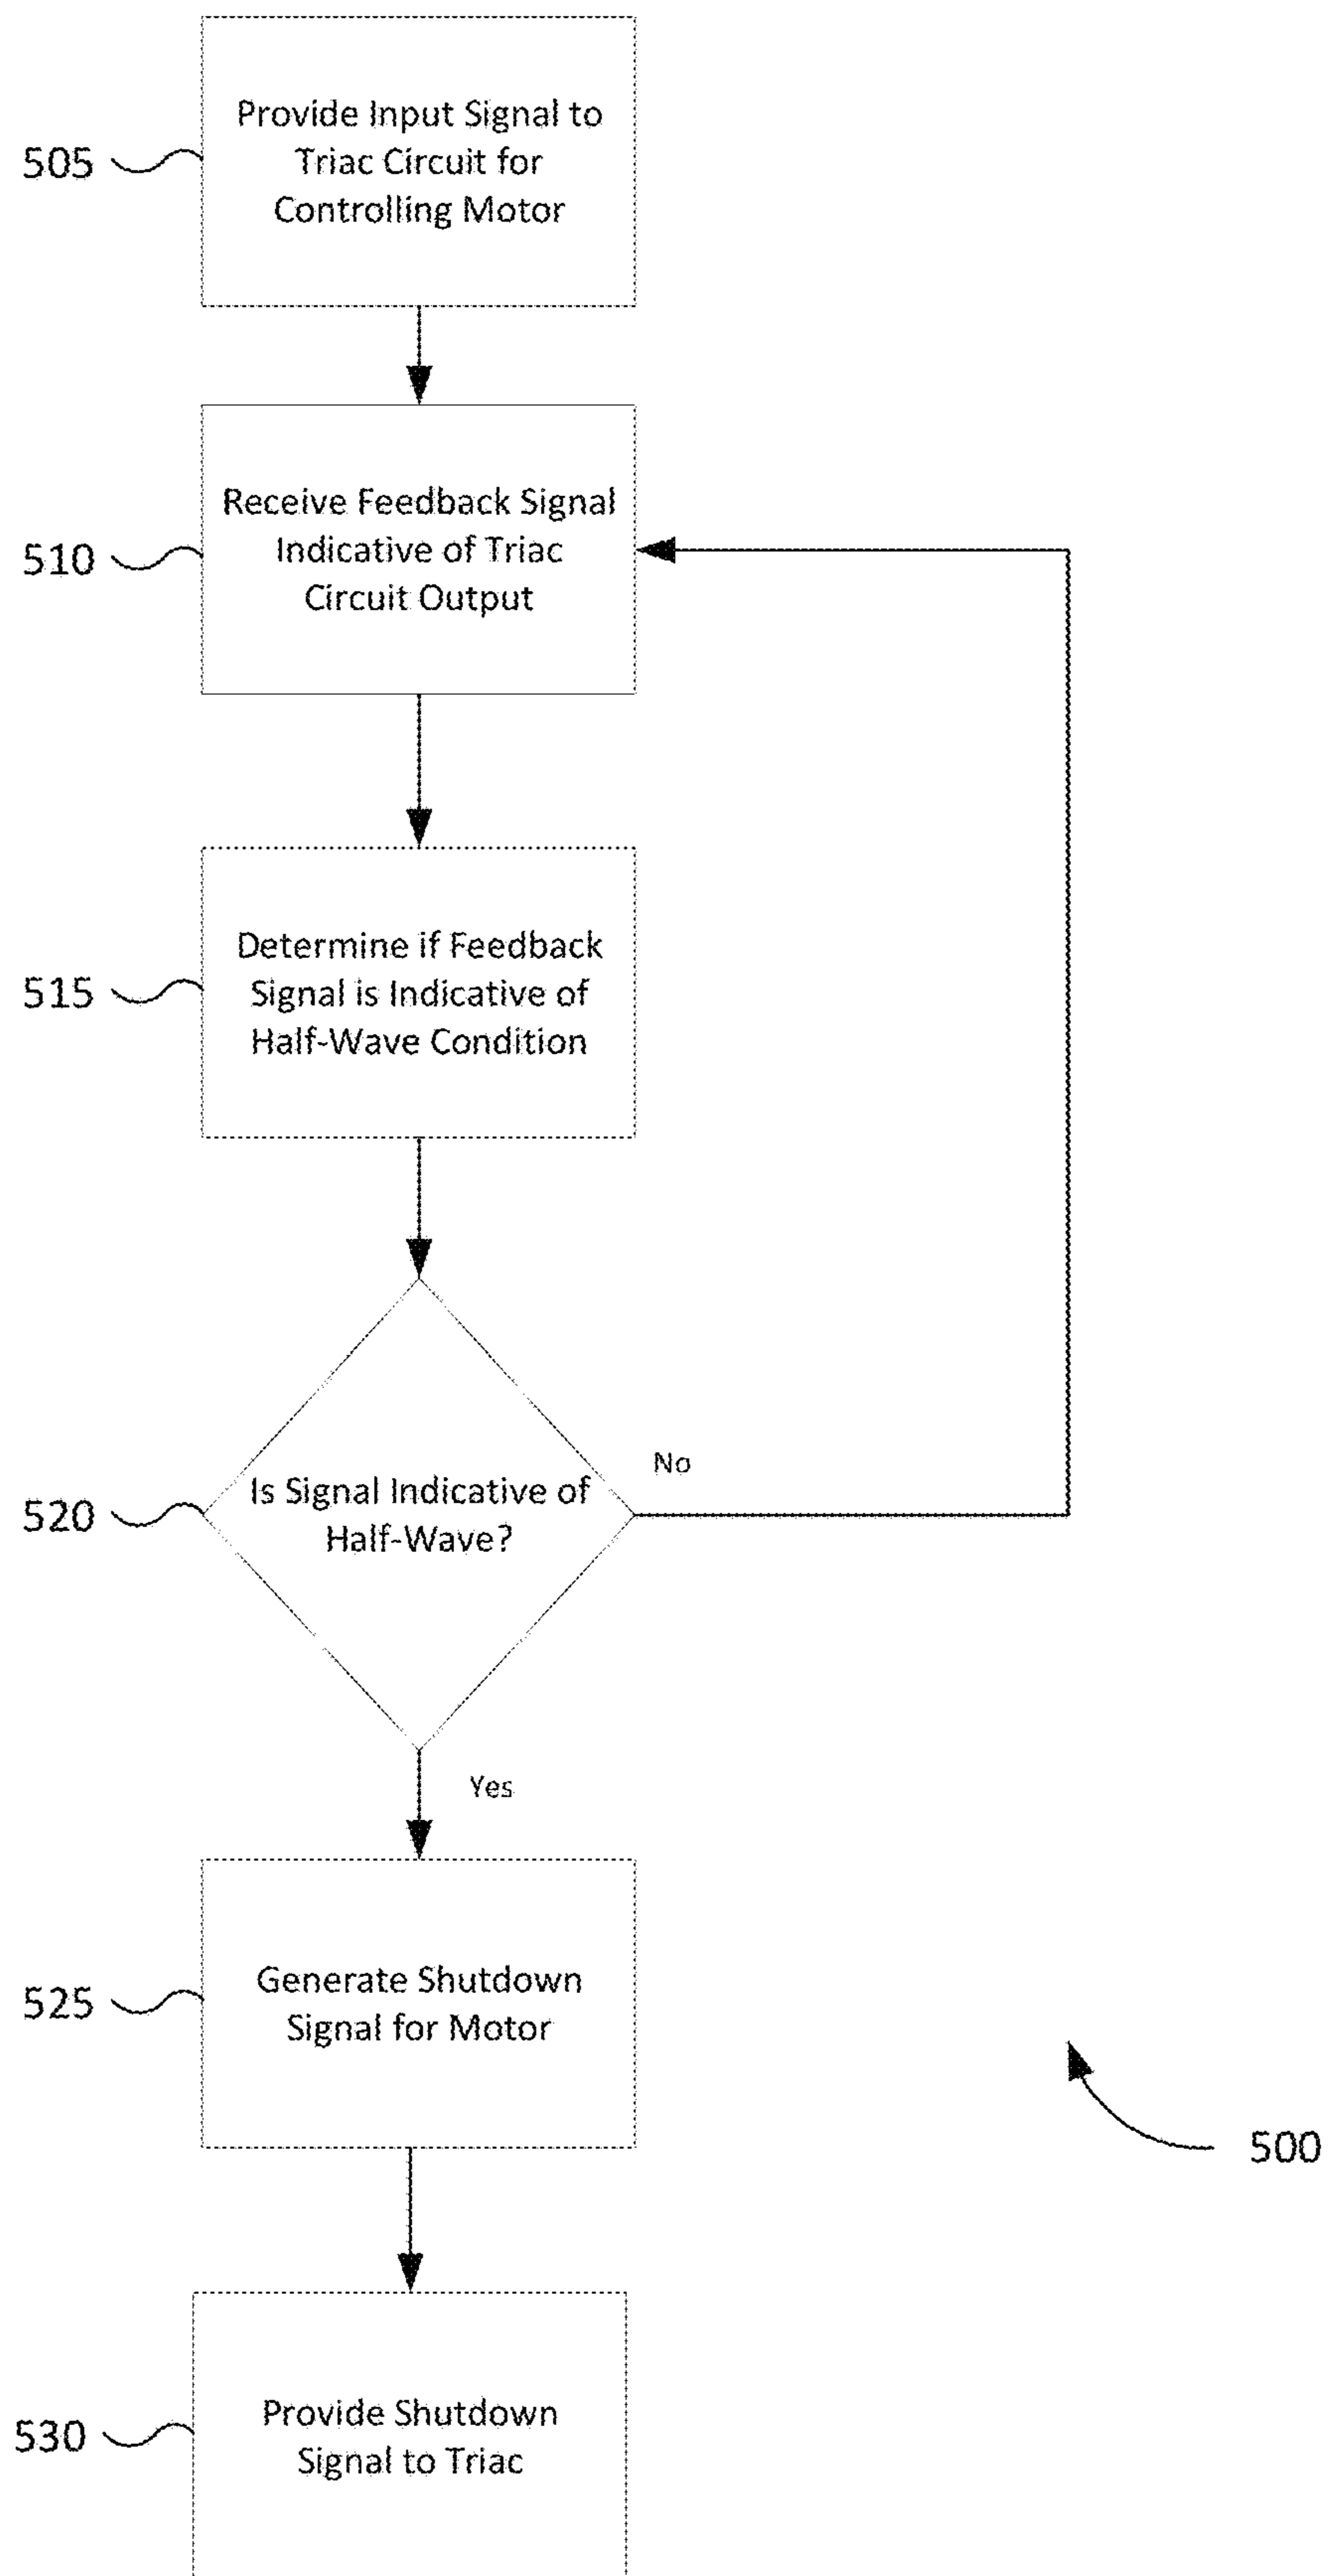 505
Provide Input Signal to
Triac Circuit for
Controlling Motor
510
Receive Feedback Signal
Indicative of Triac
Circuit Output
515
Determine if Feedback
Signal is Indicative of
Half-Wave Condition
520
Is Signal Indicative of
Half-Wave?
No
Yes
525
Generate Shutdown
Signal for Motor
500
530
Provide Shutdown
Signal to Triac